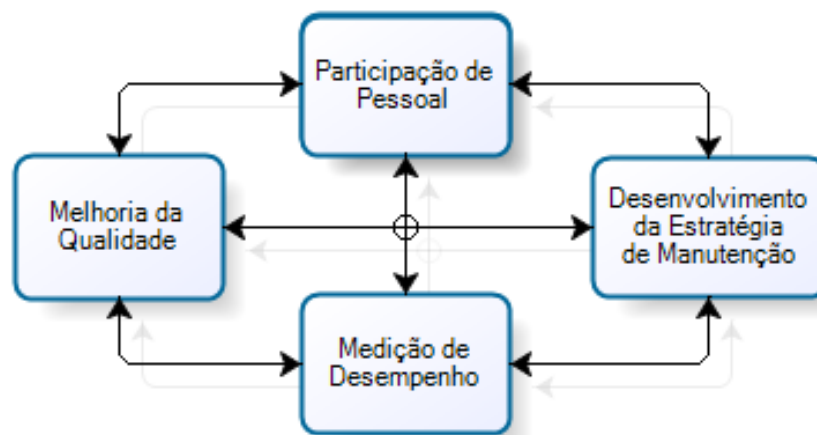 Participação de
Pessoal
Melhoria da
Qualidade
Desenvolvimento
da Estratégia
de Manutenção
Medição de
Desempenho